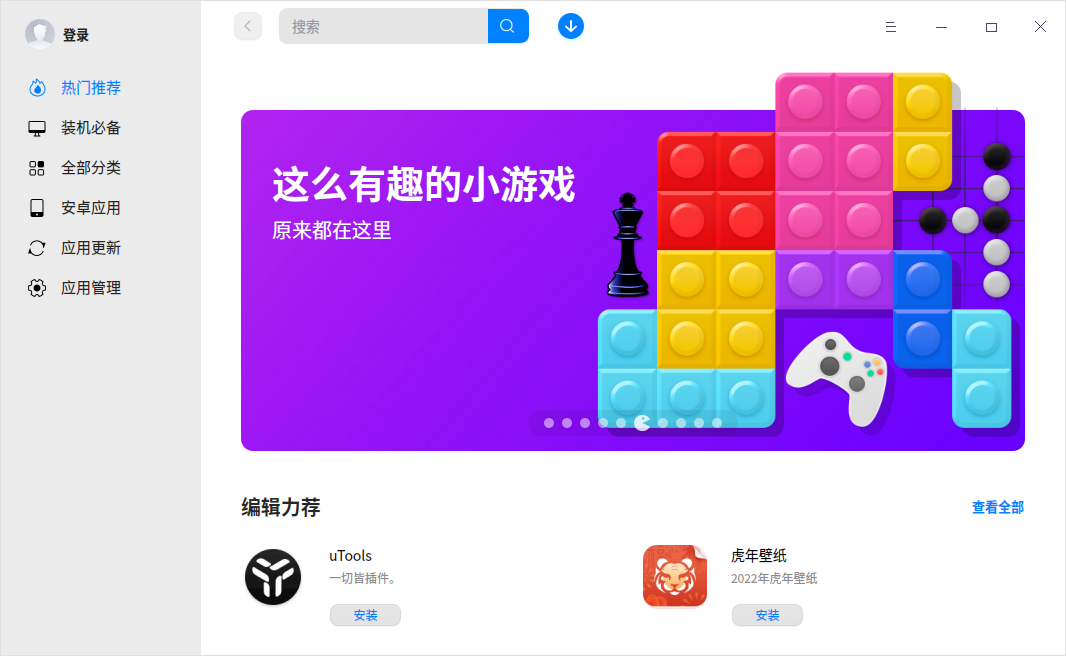 登录
搜索
热门推荐
装机必备
全部分类
安卓应用
应用更新
应用管理
这么有趣的小游戏
原来都在这里
编辑力荐
查看全部
uTools
一切皆插件。
安装
虎年壁纸
2022年虎年壁纸
安装